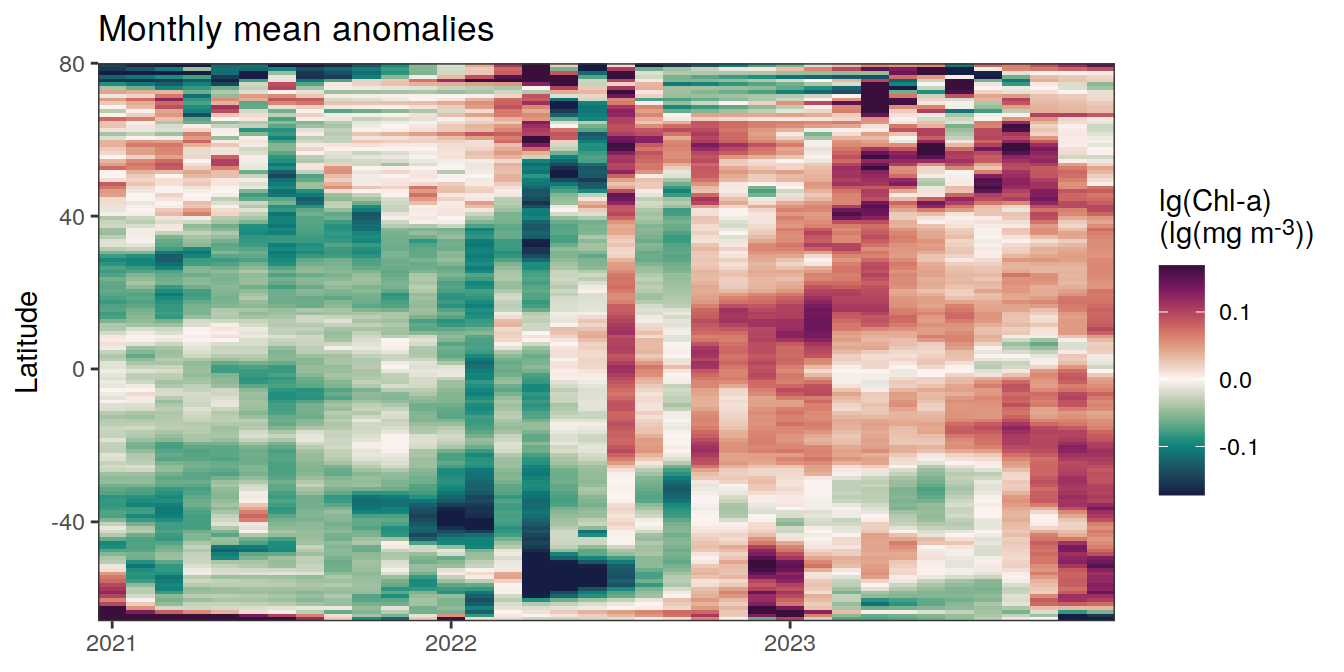 Monthly mean anomalies
80
40
0
-40
Latitude
2021
2022
2023
lg(Chl-a)
(lg(mg m-3))
0.1
0.0
-0.1